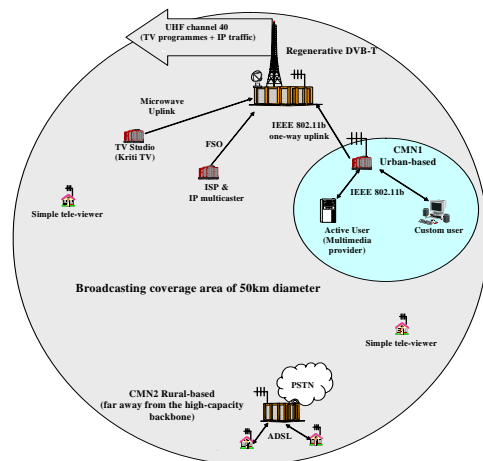 UHF channel 40
(TV programmes + IP traffic)
Regenerative DVB-T
Microwave
Uplink
IEEE 802.11b
one-way uplink
FSO
TV Studio
(Kriti TV)
CMN1
Urban-based
ISP &
IP multicaster
IEEE 802.11b
Simple tele-viewer
Active User
(Multimedia
provider)
Custom user
Broadcasting coverage area of 50km diameter
Simple tele-viewer
CMN2 Rural-based
(far away from the high-capacity
backbone)
PSTN
ADSL